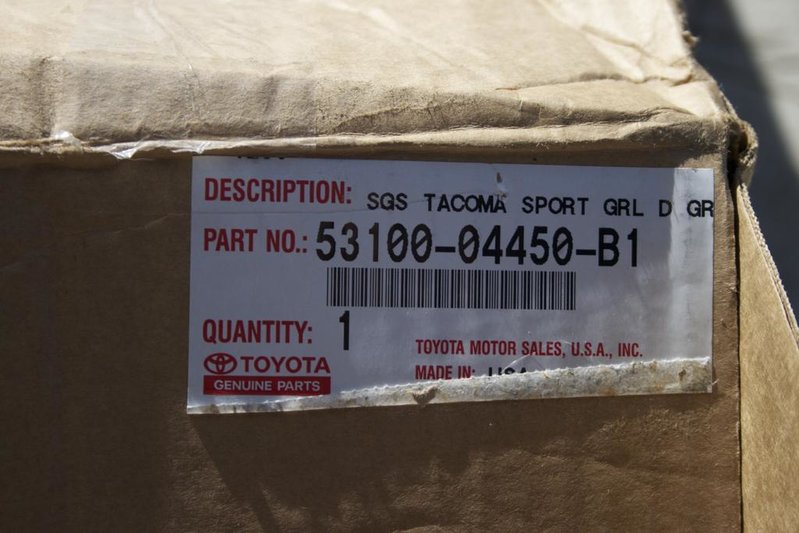 DESCRIPTION: SGS TACOMA SPORT GRL D GR
PART NO.: 53100-04450-B1
QUANTITY: 1
TOYOTA
GENUINE PARTS
TOYOTA MOTOR SALES, U.S.A., INC.
MADE IN: USA